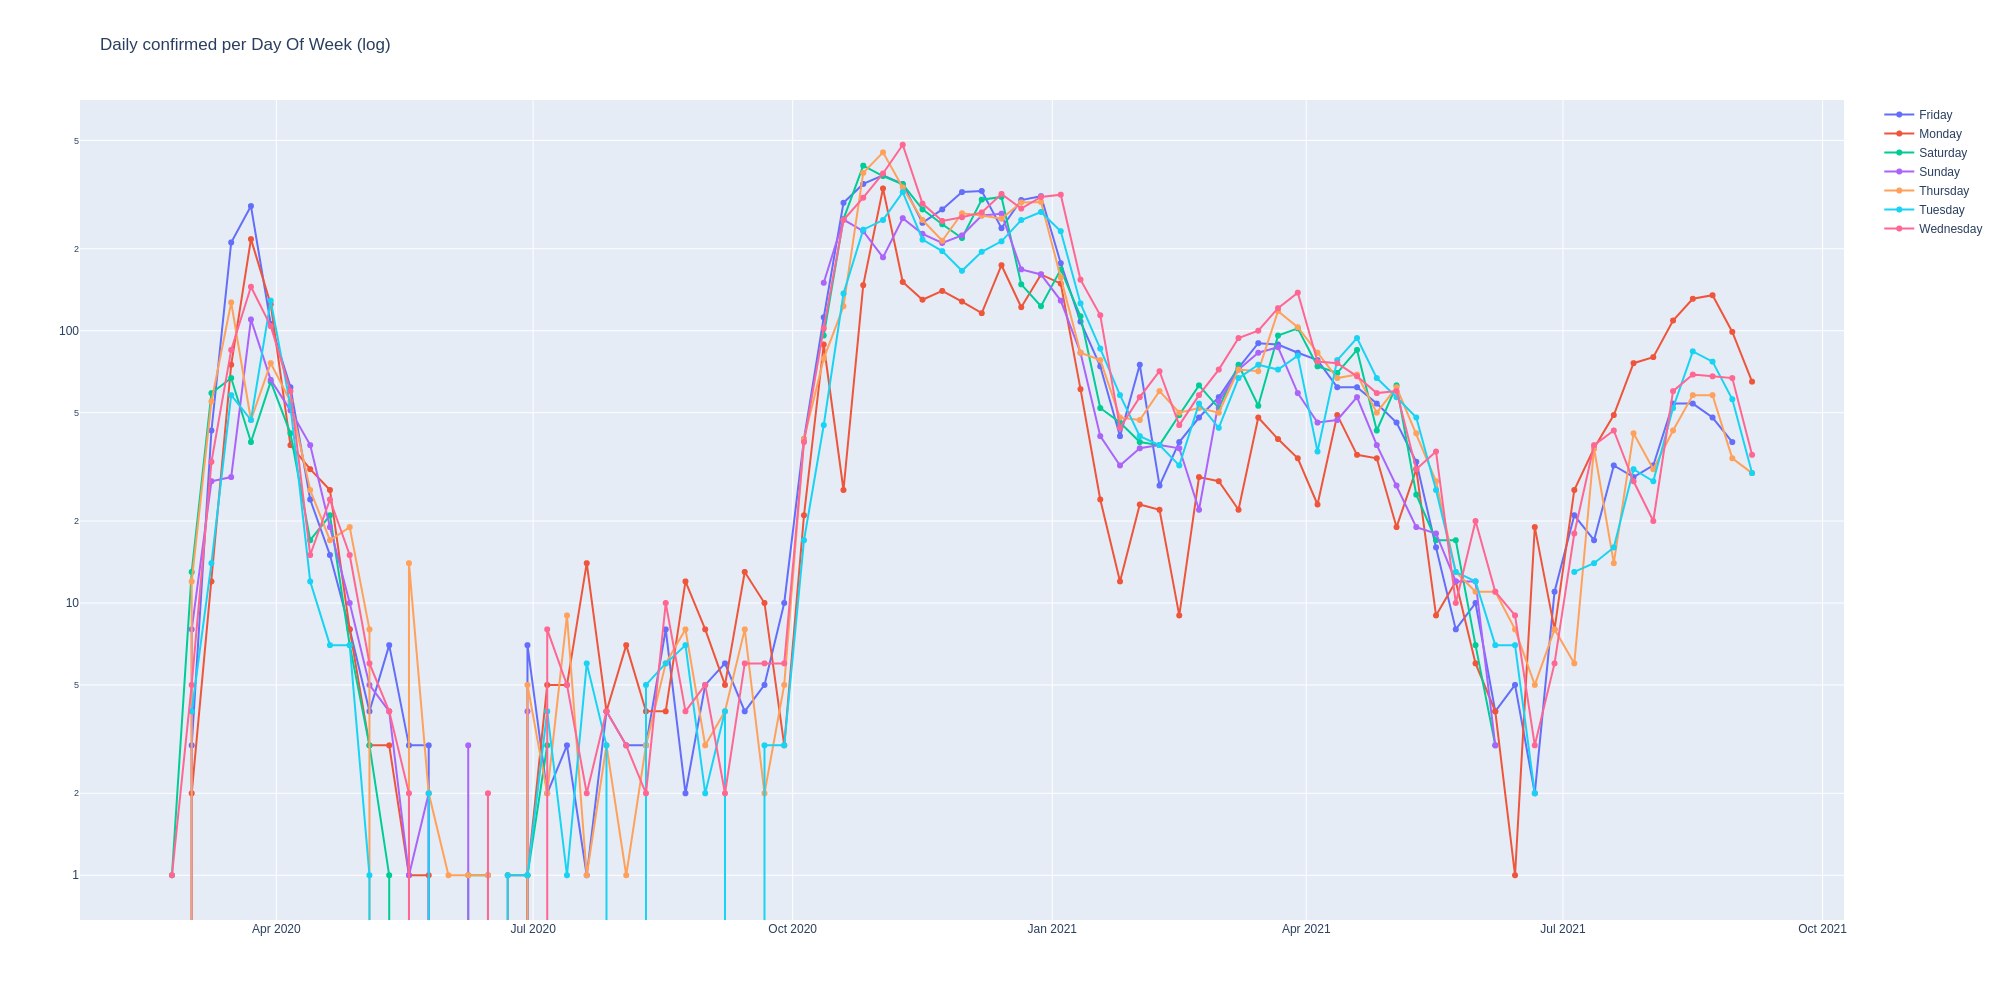 Daily confirmed per Day Of Week (log)
5
2
100
5
2
10
5
2
1
Apr 2020
Jul 2020
Oct 2020
Jan 2021
Apr 2021
Jul 2021
Oct 2021
Friday
Monday
Saturday
Sunday
Thursday
Tuesday
Wednesday